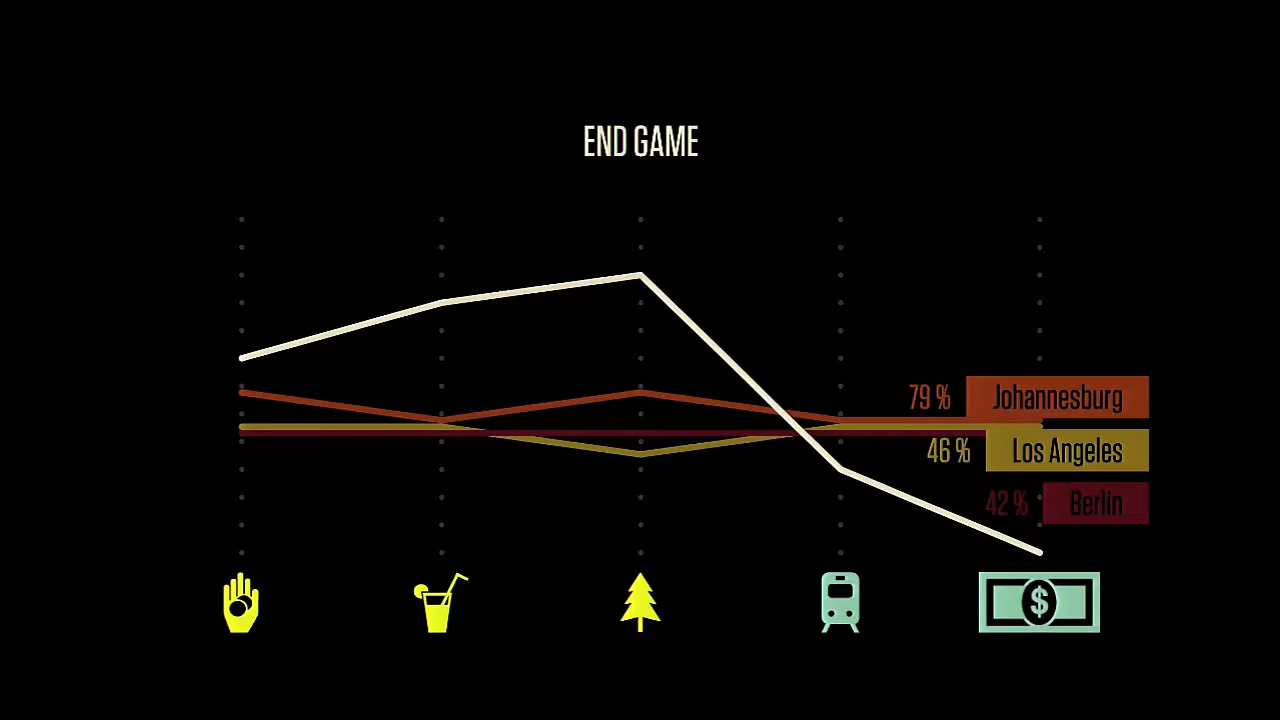 END GAME
79 % Johannesburg
46 % Los Angeles
42 % Berlin
$